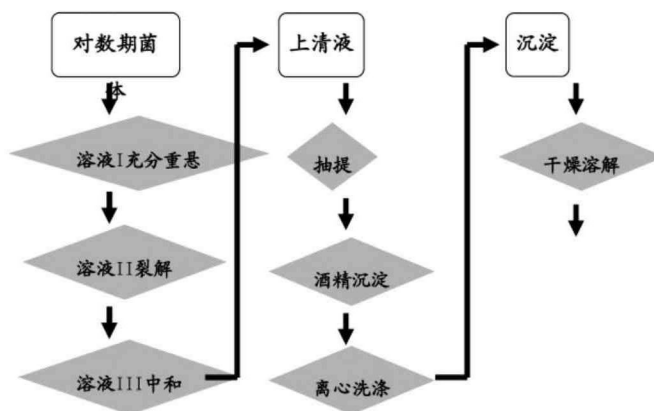 对数期菌
体
溶液I充分重悬
溶液II裂解
溶液III中和
上清液
抽提
酒精沉淀
离心洗涤
沉淀
干燥溶解